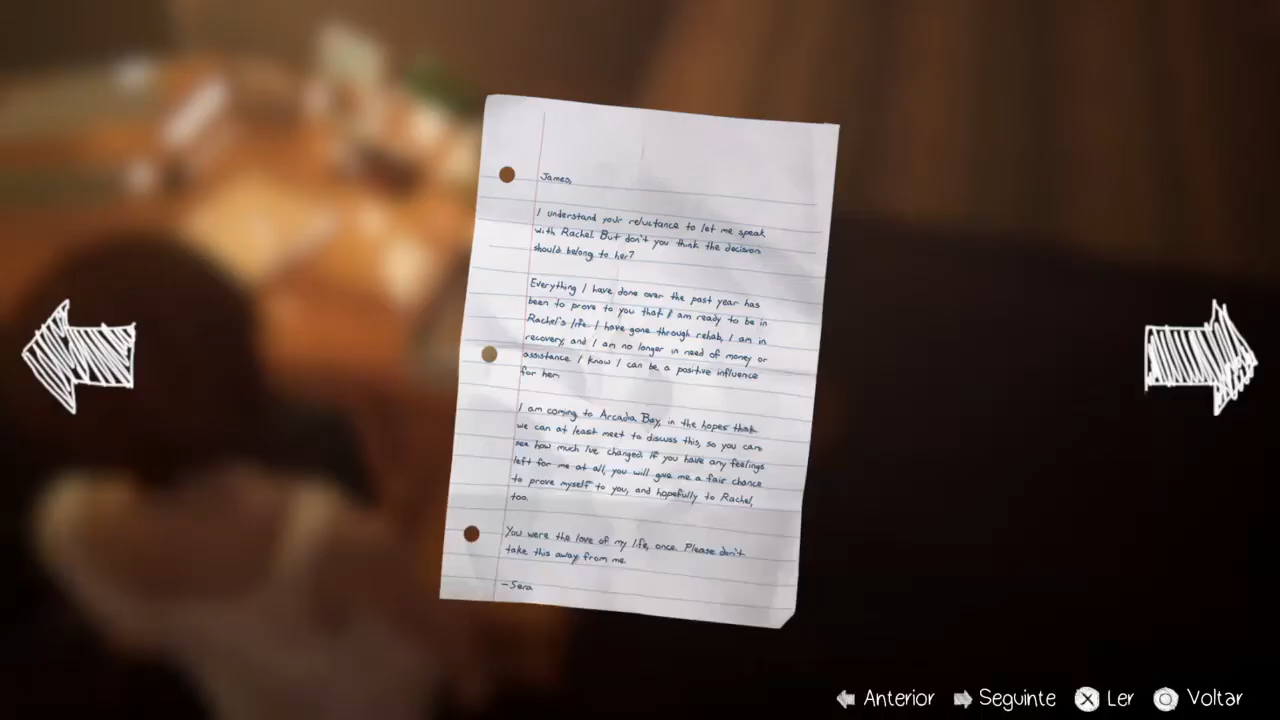 James,
I understand your reluctance to let me speak
with Rachel. But don't you think the decision
should belong to her?
Everything I have done over the past year has
been to prove to you that I am ready to be in
Rachel's life. I have gone through rehab, I am in
recovery, and I am no longer in need of money or
assistance. I know I can be a positive influence
for her.
I am coming to Arcadia Bay, in the hopes that
we can at least meet to discuss this, so you can
see how much I've changed. If you have any feelings
left for me at all, you will give me a fair chance
to prove myself to you, and hopefully to Rachel,
too.
You were the love of my life, once. Please don't
take this away from me.
—Sera
Anterior Seguinte Ler Voltar